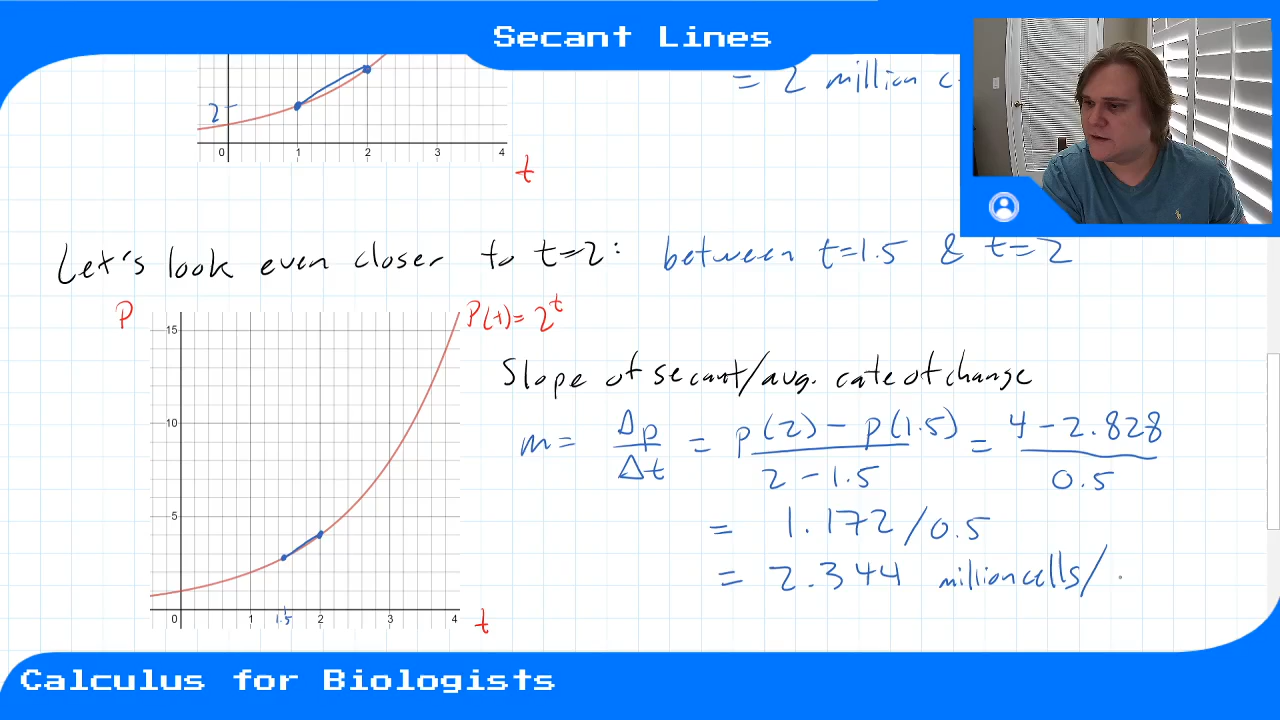 Secant Lines
= 2 million c
2
0 1 2 3 4
t
Let's look even closer to t=2: between t=1.5 & t=2
P
P(t)= 2^t
15
10
5
0 1 1.5 2 3 4
t
Slope of secant/avg. rate of change
m= Δp/Δt = p(2) - p(1.5)/2 - 1.5 = 4 - 2.828/0.5
= 1.172/0.5
= 2.344 million cells/
Calculus for Biologists